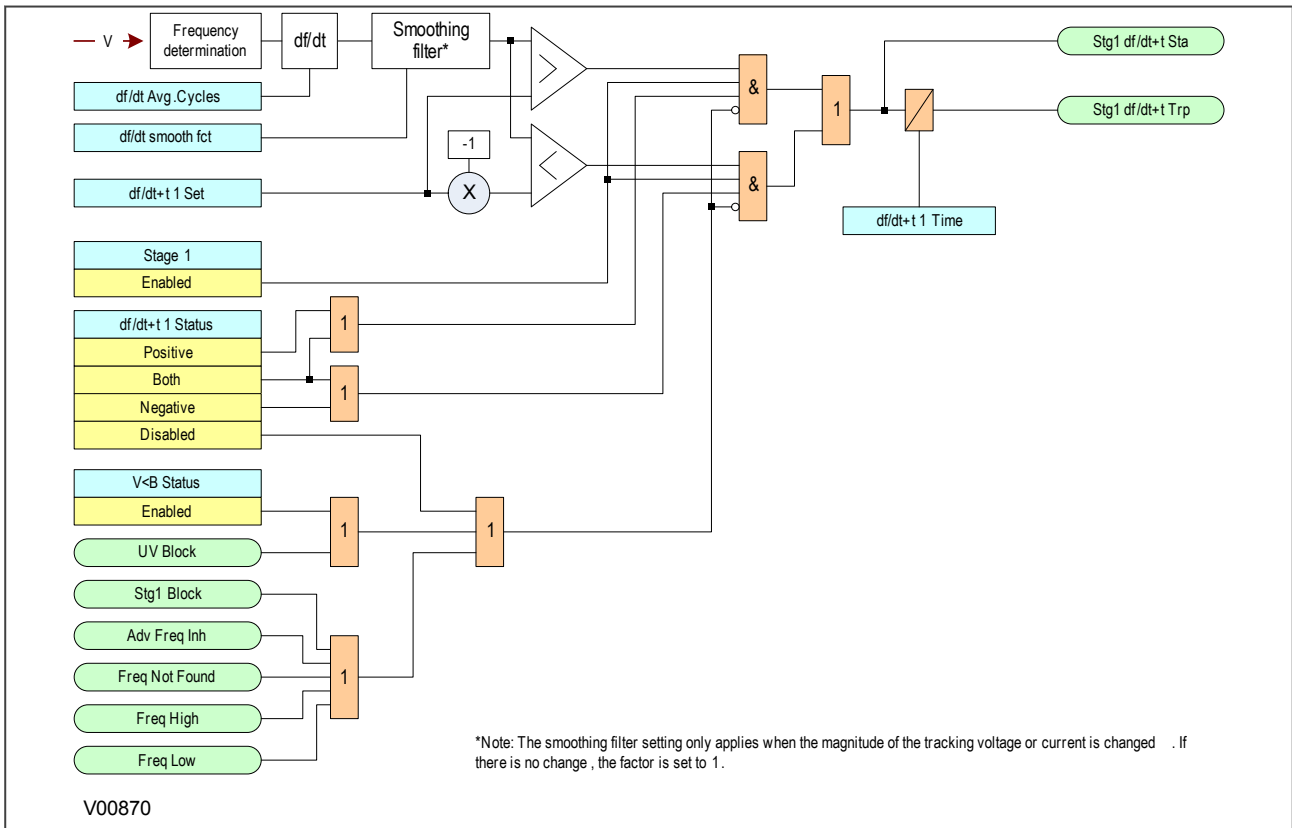 V
Frequency
determination
df/dt
Smoothing
filter*
>
<
-1
X
&
&
1
Stg1 df/dt+t Sta
Stg1 df/dt+t Trp
df/dt+t 1 Time
df/dt Avg.Cycles
df/dt smooth fct
df/dt+t 1 Set
Stage 1
Enabled
df/dt+t 1 Status
Positive
Both
Negative
Disabled
1
1
V<B Status
Enabled
UV Block
1
1
Stg1 Block
Adv Freq Inh
Freq Not Found
Freq High
Freq Low
1
*Note: The smoothing filter setting only applies when the magnitude of the tracking voltage or current is changed . If
there is no change , the factor is set to 1 .
V00870